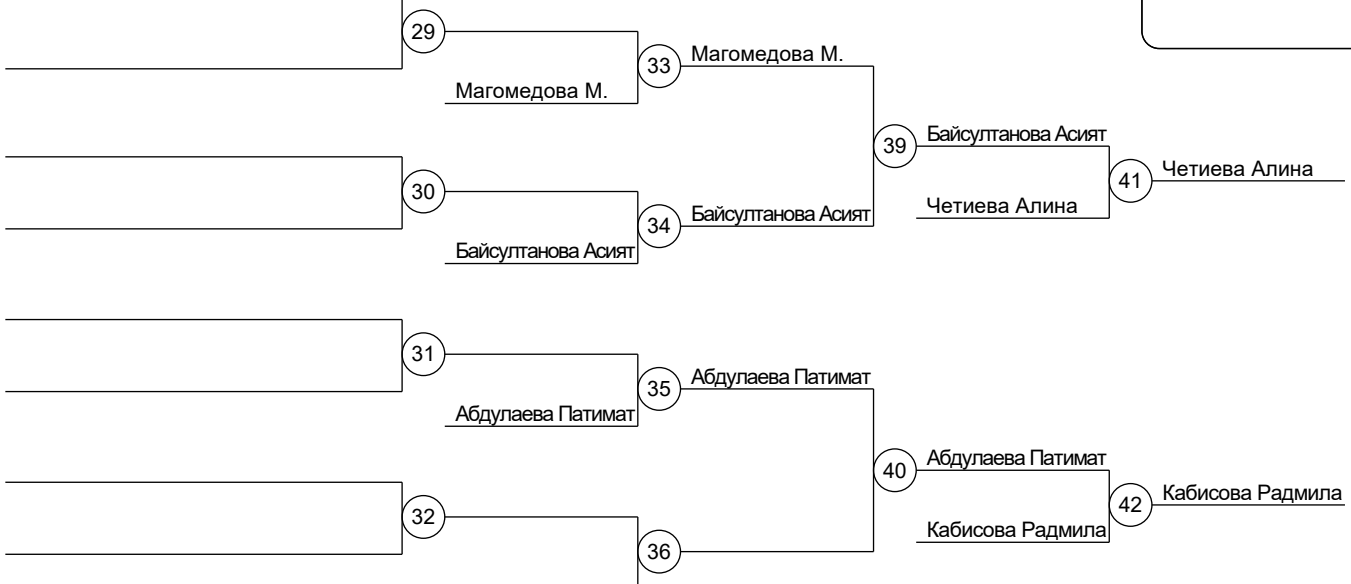 29
33
Магомедова М.
Магомедова М.
39
Байсултанова Асият
41
Четиева Алина
30
34
Байсултанова Асият
Четиева Алина
Байсултанова Асият
31
35
Абдулаева Патимат
Абдулаева Патимат
40
Абдулаева Патимат
42
Кабисова Радмила
32
Кабисова Радмила
36